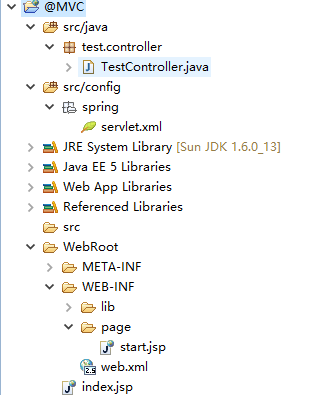 @MVC
src/java
test.controller
TestController.java
src/config
spring
servlet.xml
JRE System Library [Sun JDK 1.6.0_13]
Java EE 5 Libraries
Web App Libraries
Referenced Libraries
src
WebRoot
META-INF
WEB-INF
lib
page
start.jsp
web.xml
index.jsp